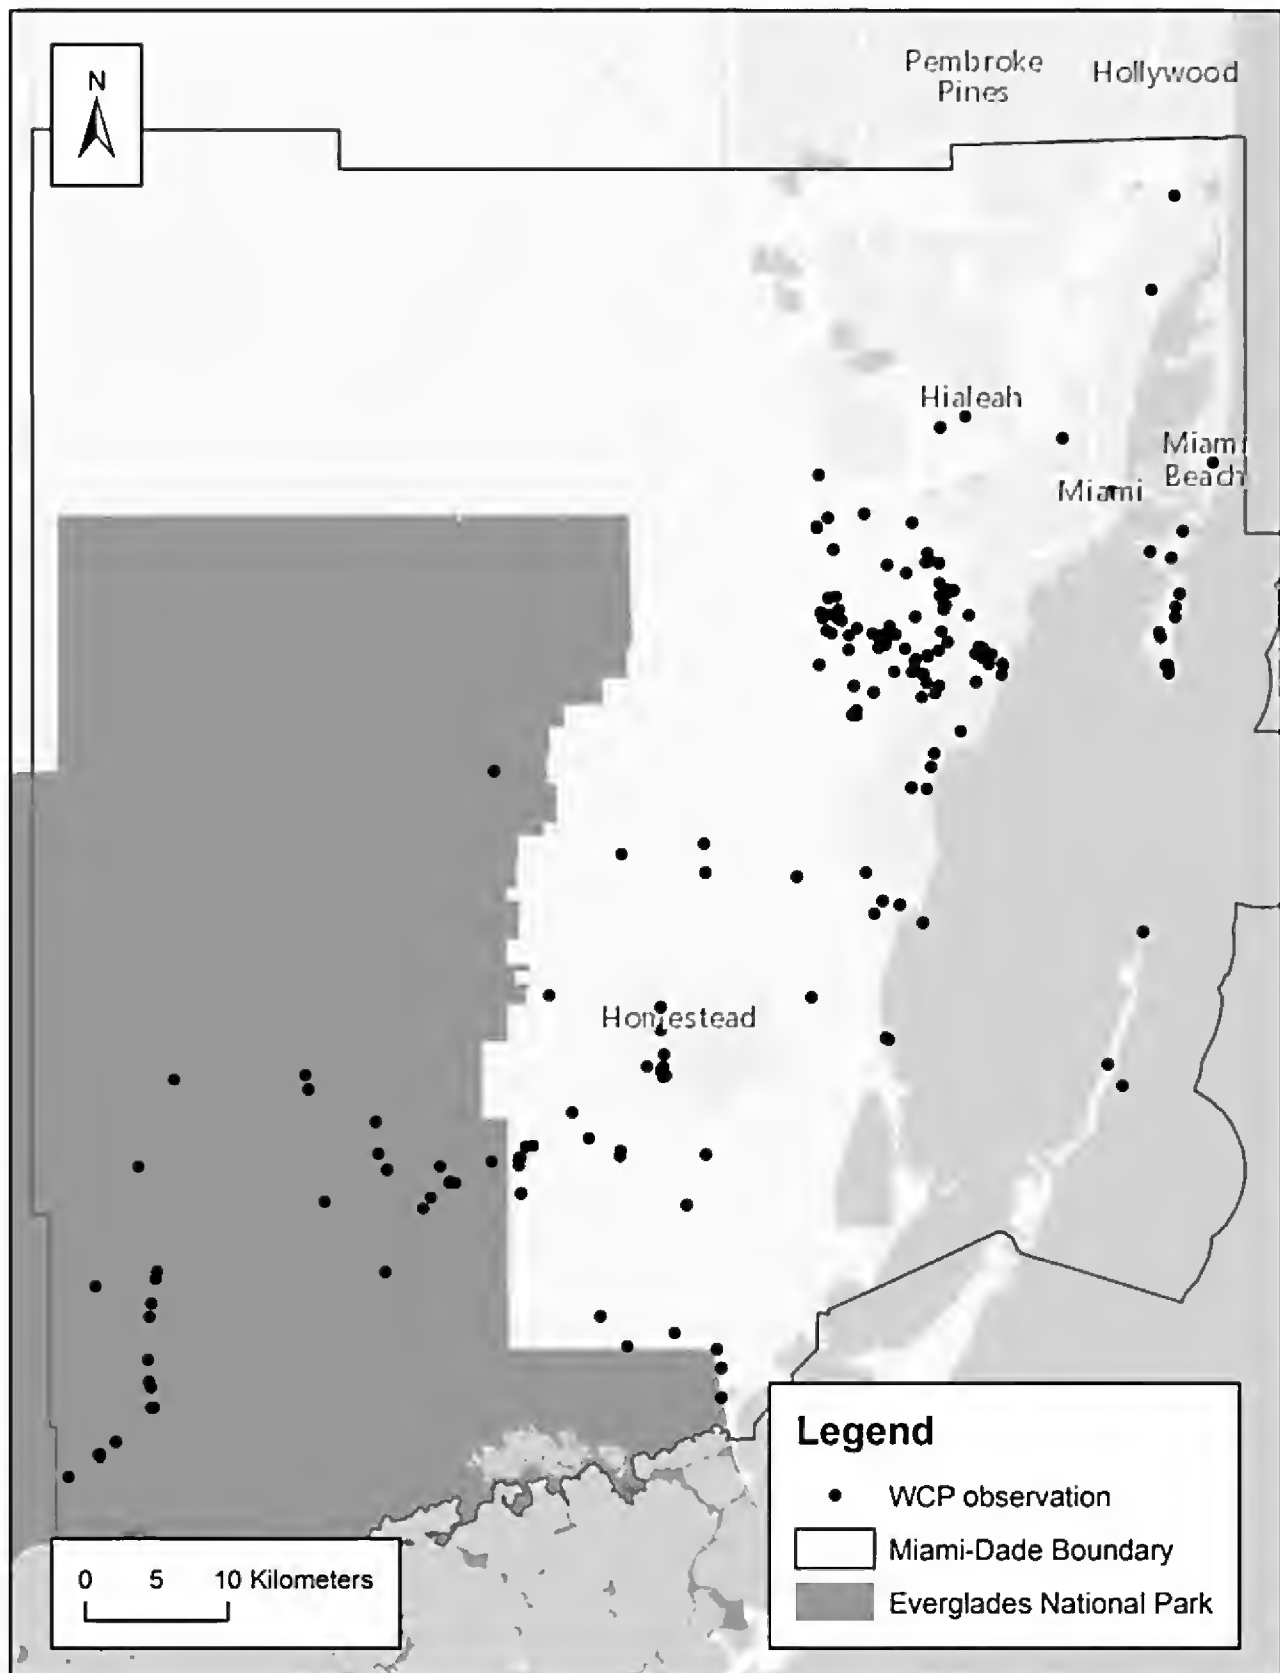 N
Pembroke
Pines
Hollywood
Hialeah
Miami
Beach
Miami
Homestead
Legend
WCP observation
Miami-Dade Boundary
Everglades National Park
0 5 10 Kilometers